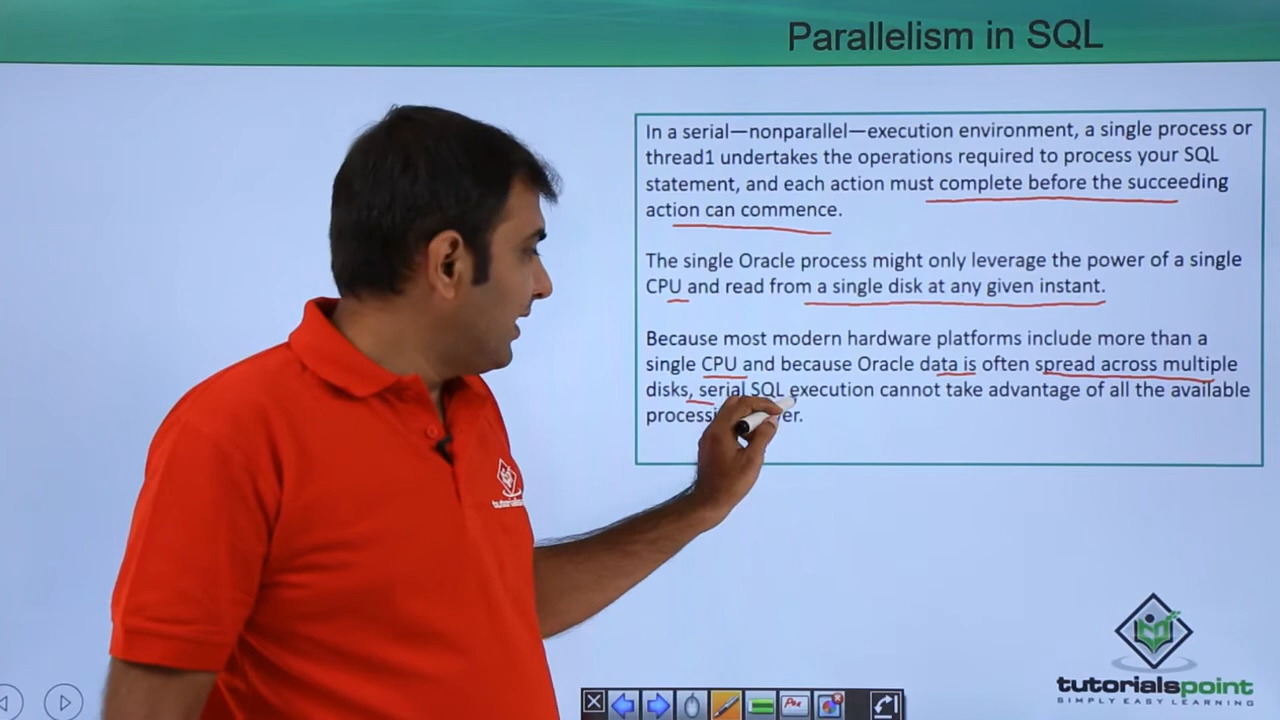 Parallelism in SQL
In a serial—nonparallel—execution environment, a single process or
thread1 undertakes the operations required to process your SQL
statement, and each action must complete before the succeeding
action can commence.
The single Oracle process might only leverage the power of a single
CPU and read from a single disk at any given instant.
Because most modern hardware platforms include more than a
single CPU and because Oracle data is often spread across multiple
disks, serial SQL execution cannot take advantage of all the available
tutorialspoint
SIMPLY EASY LEARNING